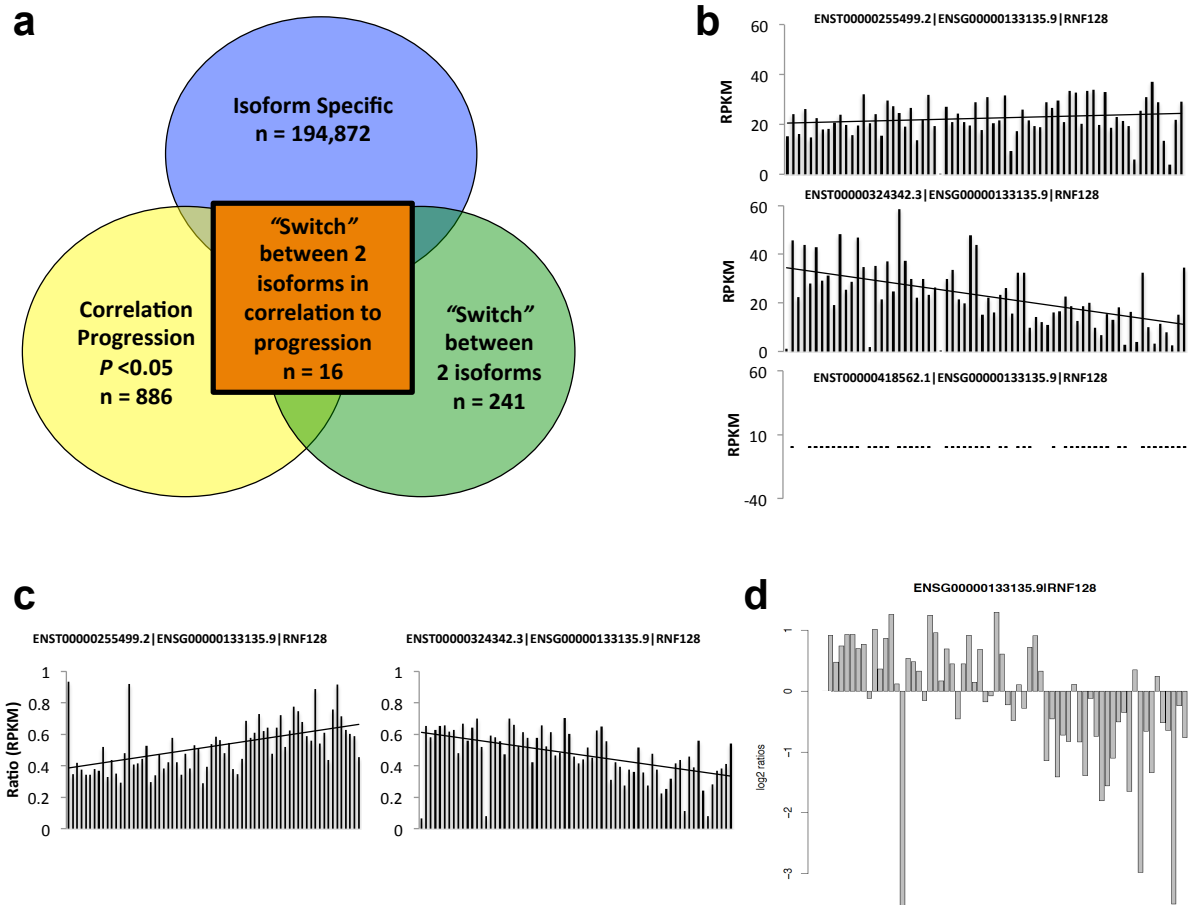 a
Isoform Specific
n = 194,872
“Switch”
between 2
isoforms in
correlation to
progression
n = 16
Correlation
Progression
P <0.05
n = 886
“Switch”
between
2 isoforms
n = 241
b
ENST00000255499.2|ENSG00000133135.9|RNF128
RPKM
60
40
20
0
ENST00000324342.3|ENSG00000133135.9|RNF128
RPKM
60
40
20
0
ENST00000418562.1|ENSG00000133135.9|RNF128
RPKM
60
10
-40
c
ENST00000255499.2|ENSG00000133135.9|RNF128
Ratio (RPKM)
1
0.8
0.6
0.4
0.2
0
ENST00000324342.3|ENSG00000133135.9|RNF128
1
0.8
0.6
0.4
0.2
0
d
ENSG00000133135.9|RNF128
log2 ratios
1
0
-1
-2
-3